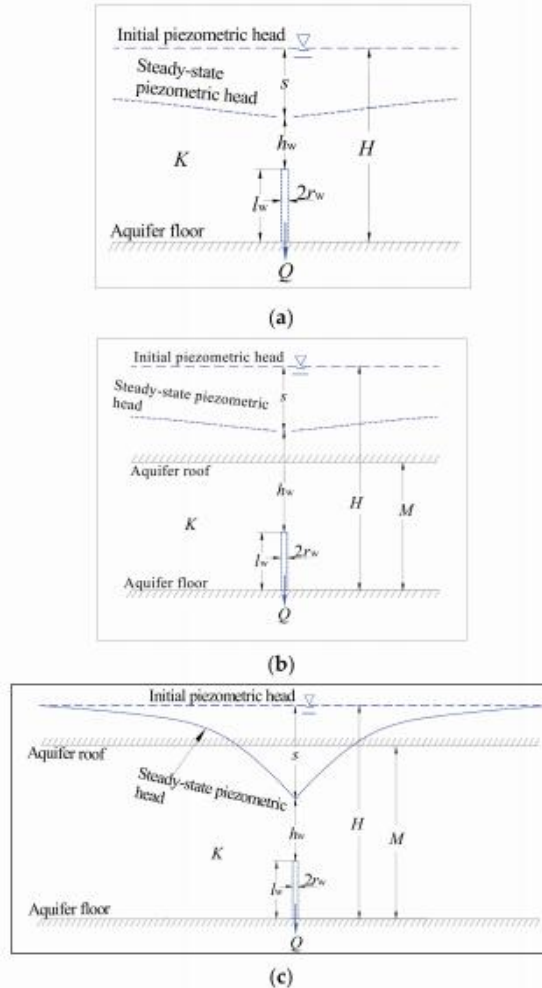 Initial piezometric head
Steady-state
piezometric head
s
hw
H
K
lw
2rw
Aquifer floor
Q
(a)
Initial piezometric head
Steady-state piezometric
head
s
Aquifer roof
hw
H
M
K
lw
2rw
Aquifer floor
Q
(b)
Initial piezometric head
Aquifer roof
s
Steady-state piezometric
head
hw
H
M
K
lw
2rw
Aquifer floor
Q
(c)